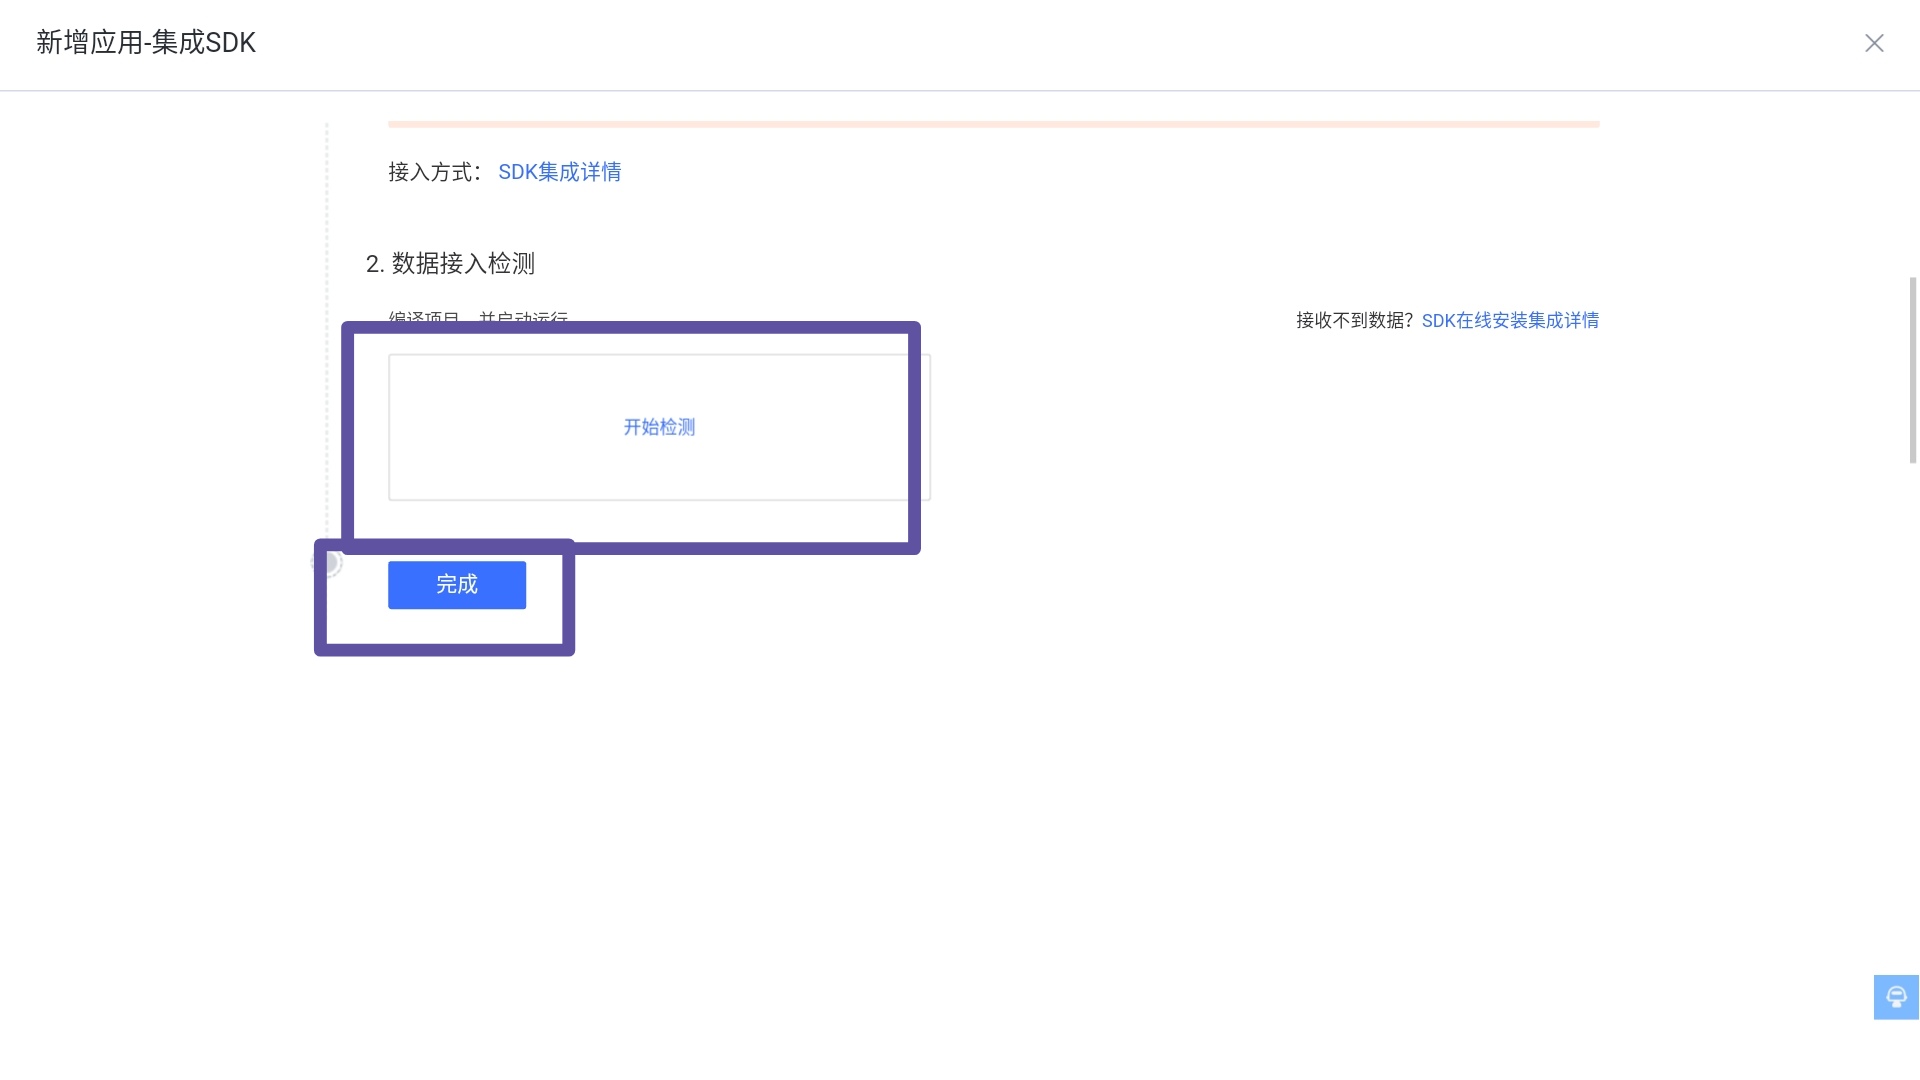 新增应用-集成SDK
接入方式： SDK集成详情
2. 数据接入检测
编译项目，并启动运行
接收不到数据？ SDK在线安装集成详情
开始检测
完成